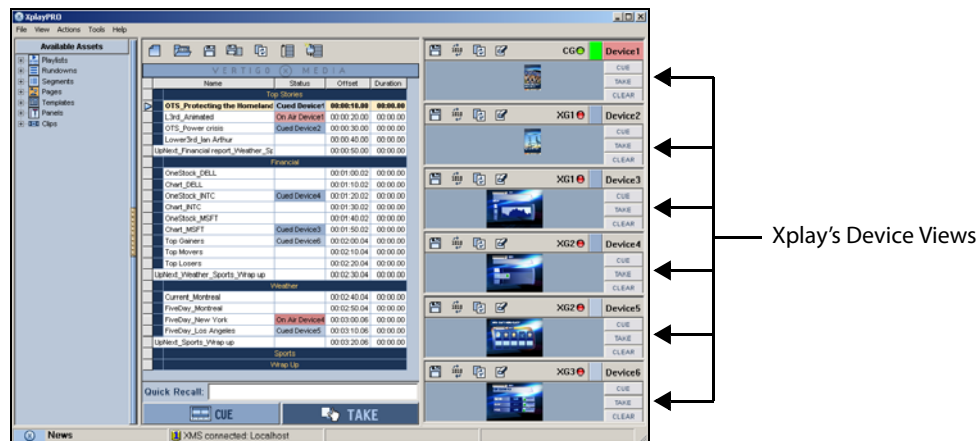 XplayPRO
File View Actions Tools Help
Available Assets
Playlists
Rundowns
Segments
Pages
Templates
Panels
Clips
VERTIGO MEDIA
Name Status Offset Duration
Top Stories
OTS_Protecting the Homeland Cued Device1 00:00:10.00 00:00.00
L3rd_Animated On Air Device1 00:00:20.00 00:00.00
OTS_Power crisis Cued Device2 00:00:30.00 00:00.00
Lower3rd_Ian Arthur 00:00:40.00 00:00.00
UpNext_Financial report_Weather_Sp 00:00:50.00 00:00.00
Financial
OneStock_DELL 00:01:00.02 00:00.00
Chart_DELL 00:01:10.02 00:00.00
OneStock_INTC Cued Device4 00:01:20.02 00:00.00
Chart_INTC 00:01:30.02 00:00.00
OneStock_MSFT 00:01:40.02 00:00.00
Chart_MSFT Cued Device3 00:01:50.02 00:00.00
Top Gainers Cued Device6 00:02:00.04 00:00.00
Top Movers 00:02:10.04 00:00.00
Top Losers 00:02:20.04 00:00.00
UpNext_Weather_Sports_Wrap up 00:02:30.04 00:00.00
Weather
Current_Montreal 00:02:40.04 00:00.00
FiveDay_Montreal 00:02:50.04 00:00.00
FiveDay_New York On Air Device4 00:03:00.06 00:00.00
FiveDay_Los Angeles Cued Device5 00:03:10.06 00:00.00
UpNext_Sports_Wrap up 00:03:20.06 00:00.00
Sports
Wrap Up
Quick Recall:
CUE TAKE
News XMS connected: Localhost
CG Device1
CUE
TAKE
CLEAR
XG1 Device2
CUE
TAKE
CLEAR
XG1 Device3
CUE
TAKE
CLEAR
XG2 Device4
CUE
TAKE
CLEAR
XG2 Device5
CUE
TAKE
CLEAR
XG3 Device6
CUE
TAKE
CLEAR
Xplay's Device Views